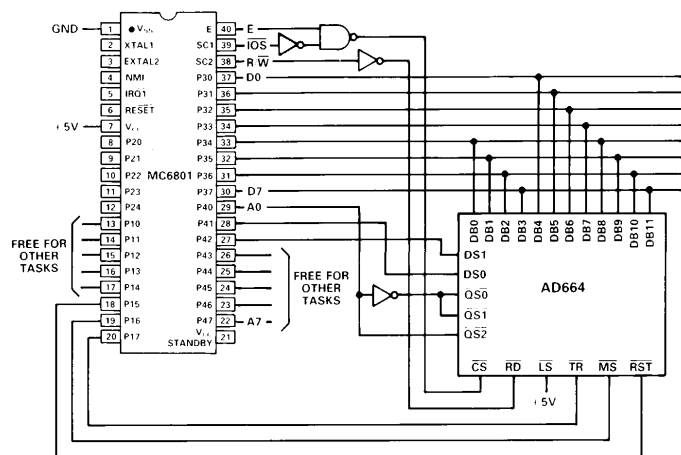 GND
+5V
FREE FOR
OTHER
TASKS
1 VSS E 40
2 XTAL1 SC1 39
3 EXTAL2 SC2 38
4 NMI P30 37
5 IRQ1 P31 36
6 RESET P32 35
7 VCC P33 34
8 P20 P34 33
9 P21 P35 32
10 P22 MC6801 P36 31
11 P23 P37 30
12 P24 P40 29
13 P10 P41 28
14 P11 P42 27
15 P12 P43 26
16 P13 P44 25
17 P14 P45 24
18 P15 P46 23
19 P16 P47 22
20 P17 VCC STANDBY 21
E
IOS
R/W
D0
D7
A0
A7
FREE FOR
OTHER
TASKS
DB0 DB1 DB2 DB3 DB4 DB5 DB6 DB7 DB8 DB9 DB10 DB11
DS1
DS0
QS0
QS1
QS2
AD664
CS RD LS TR MS RST
+5V